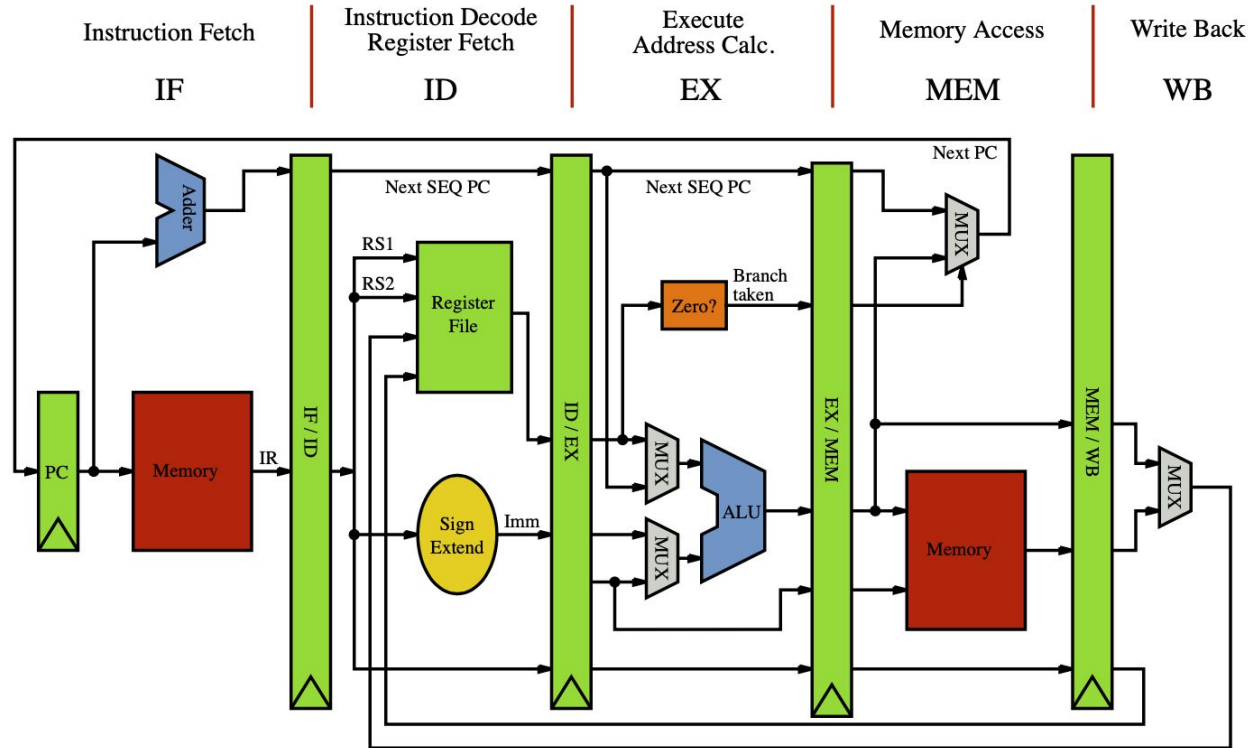 Instruction Fetch
Instruction Decode
Register Fetch
Execute
Address Calc.
Memory Access
Write Back
IF
ID
EX
MEM
WB
Next PC
Adder
Next SEQ PC
Next SEQ PC
MUX
RS1
RS2
Register
File
Zero?
Branch
taken
IF / ID
ID / EX
EX / MEM
MEM / WB
PC
Memory
IR
MUX
ALU
MUX
Sign
Extend
Imm
MUX
Memory